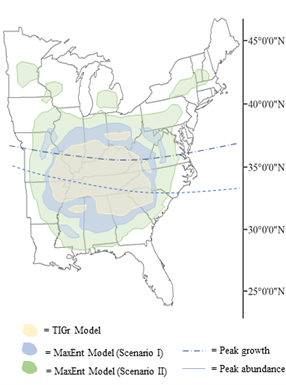 45°0'0"N
40°0'0"N
35°0'0"N
30°0'0"N
25°0'0"N
= TIGr Model
= MaxEnt Model (Scenario I)
= Peak growth
= MaxEnt Model (Scenario II)
= Peak abundance